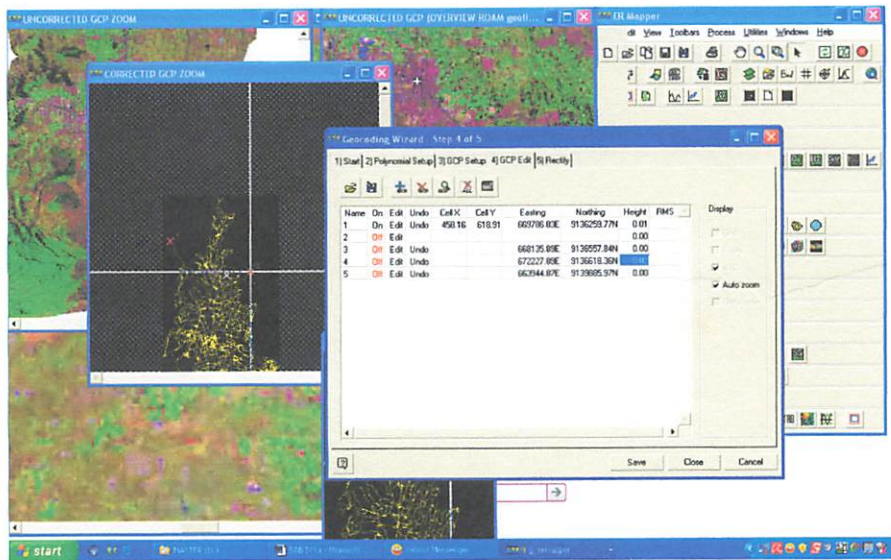 UNCORRECTED GCP ZOOM
UNCORRECTED GCP (OVERVIEW ROAM geoli...
ER Mapper
dit View Toolbars Process Utilities Windows Help
CORRECTED GCP ZOOM
Geocoding Wizard - Step 4 of 5
1) Start 2) Polynomial Setup 3) GCP Setup 4) GCP Edit 5) Rectify
Name On Edit Undo Cell X Cell Y Easting Northing Height RMS
Display
1 On Edit Undo 458.16 618.91 669786.83E 9136259.77N 0.01
2 Off Edit 0.00
3 Off Edit Undo 668135.89E 9136557.84N 0.00
4 Off Edit Undo 672227.89E 9136618.36N
5 Off Edit Undo 663944.87E 9139885.97N 0.00
Auto zoom
Save Close Cancel
start